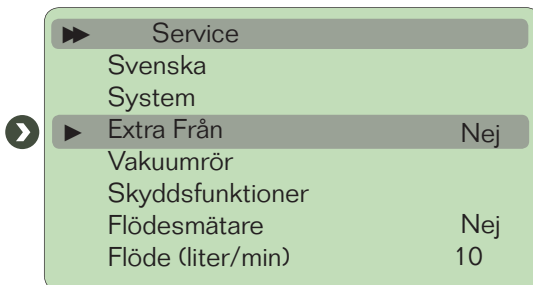 Service
Svenska
System
Extra Från Nej
Vakuumrör
Skyddsfunktioner
Flödesmätare Nej
Flöde (liter/min) 10